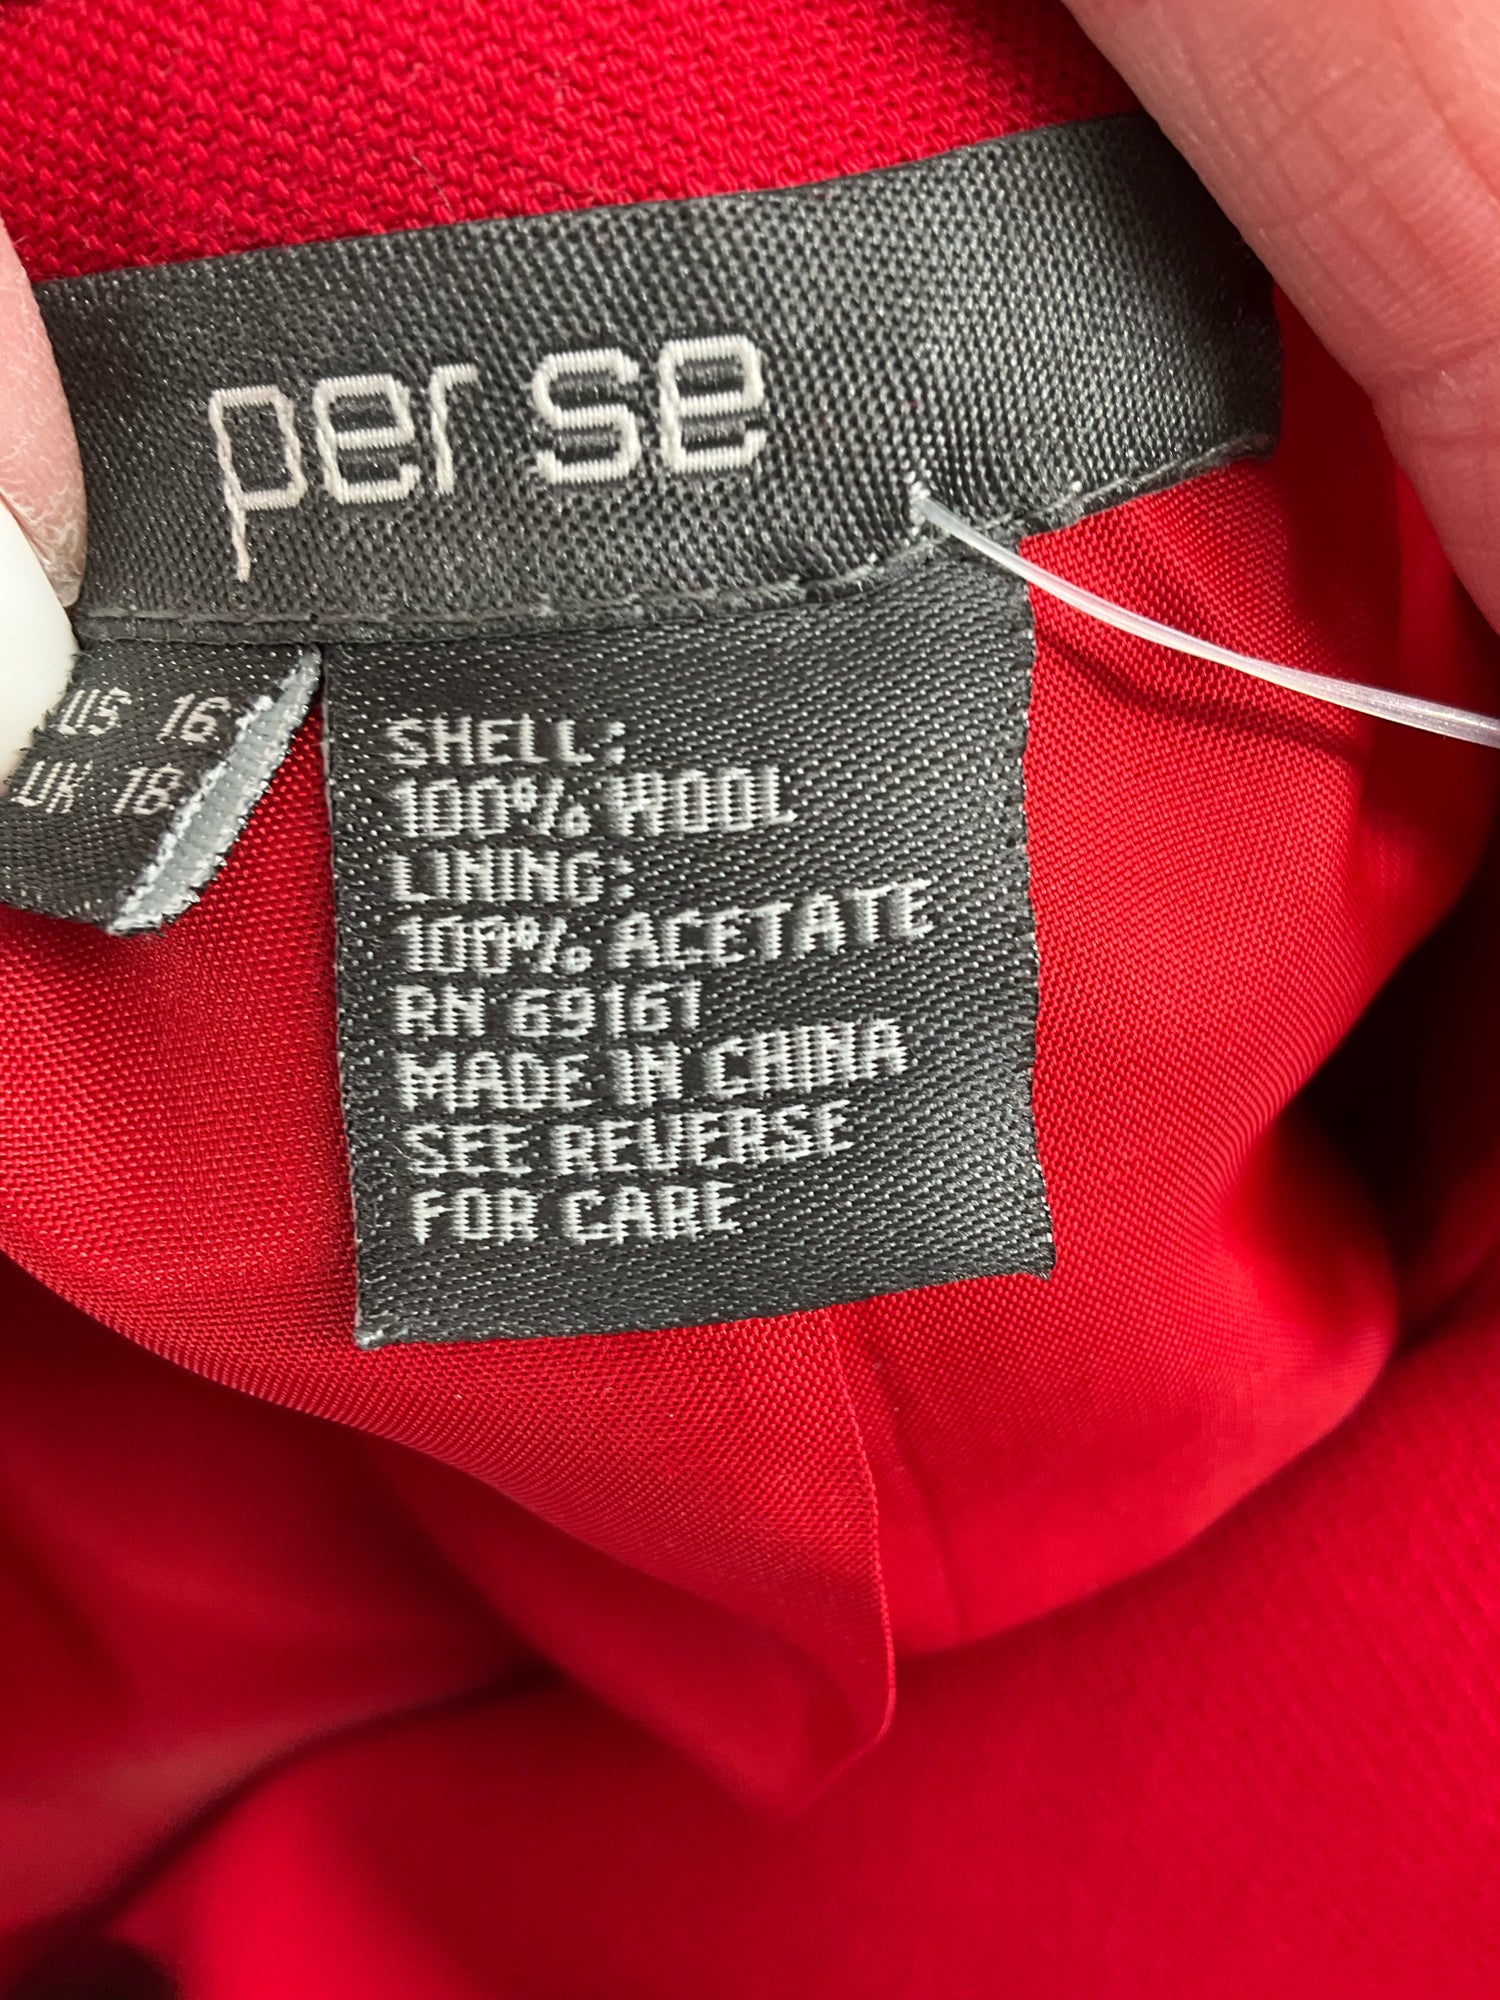 per se
US 16
UK 18
SHELL:
100% WOOL
LINING:
100% ACETATE
RN 69161
MADE IN CHINA
SEE REVERSE
FOR CARE